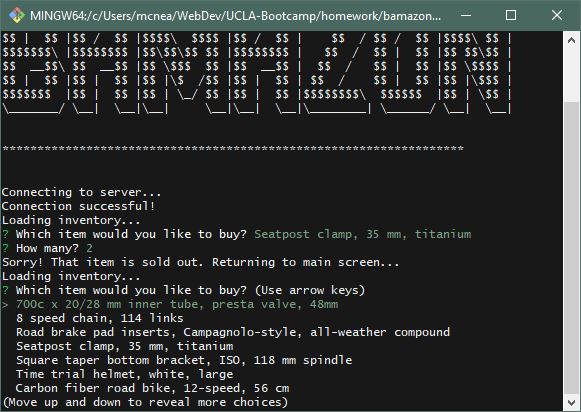 MINGW64:/c/Users/mcnea/WebDev/UCLA-Bootcamp/homework/bamazon...
$$ |  $$ |$$ /  $$ |$$$$\  $$$$ |$$ /  $$ |    $$  / $$ /  $$ |$$$$\ $$ |
$$$$$$$\ |$$$$$$$$ |$$\$$\$$ $$ |$$$$$$$$ |   $$  /  $$ |  $$ |$$ $$\$$ |
$$  __$$\ $$  __$$ |$$ \$$$  $$ |$$  __$$ |  $$  /   $$ |  $$ |$$ \$$$$ |
$$ |  $$ |$$ |  $$ |$$ |\$  /$$ |$$ |  $$ | $$  /    $$ |  $$ |$$ |\$$$ |
$$$$$$$  |$$ |  $$ |$$ | \_/ $$ |$$ |  $$ |$$$$$$$$\  $$$$$$  |$$ | \$$ |
\_______/ \__|  \__|\__|     \__|\__|  \__|\________| \______/ \__|  \__|
******************************************************************
Connecting to server...
Connection successful!
Loading inventory...
? Which item would you like to buy? Seatpost clamp, 35 mm, titanium
? How many? 2
Sorry! That item is sold out. Returning to main screen...
Loading inventory...
? Which item would you like to buy? (Use arrow keys)
> 700c x 20/28 mm inner tube, presta valve, 48mm
8 speed chain, 114 links
Road brake pad inserts, Campagnolo-style, all-weather compound
Seatpost clamp, 35 mm, titanium
Square taper bottom bracket, ISO, 118 mm spindle
Time trial helmet, white, large
Carbon fiber road bike, 12-speed, 56 cm
(Move up and down to reveal more choices)